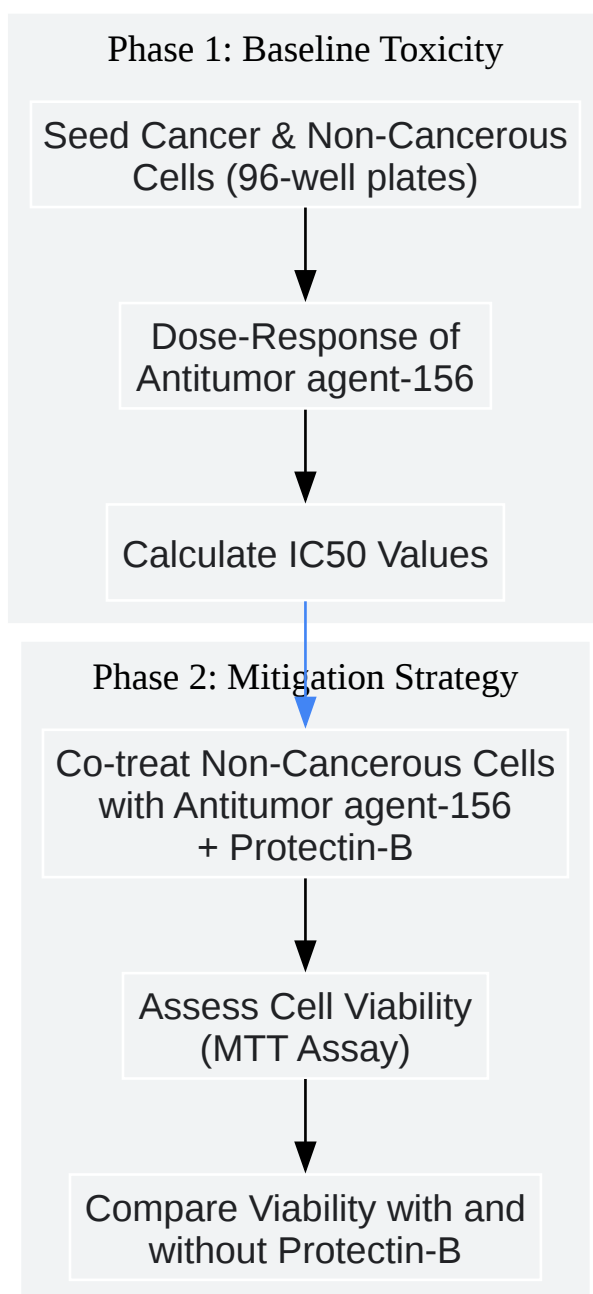 Phase 1: Baseline Toxicity
Seed Cancer & Non-Cancerous
Cells (96-well plates)
Dose-Response of
Antitumor agent-156
Calculate IC50 Values
Phase 2: Mitigation Strategy
Co-treat Non-Cancerous Cells
with Antitumor agent-156
+ Protectin-B
Assess Cell Viability
(MTT Assay)
Compare Viability with and
without Protectin-B